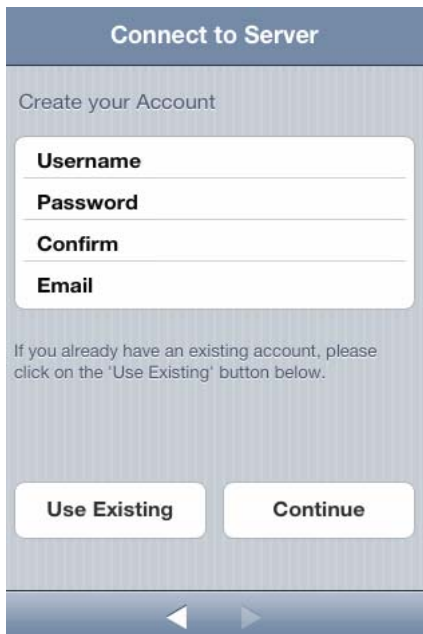 Connect to Server
Create your Account
Username
Password
Confirm
Email
If you already have an existing account, please
click on the 'Use Existing' button below.
Use Existing
Continue